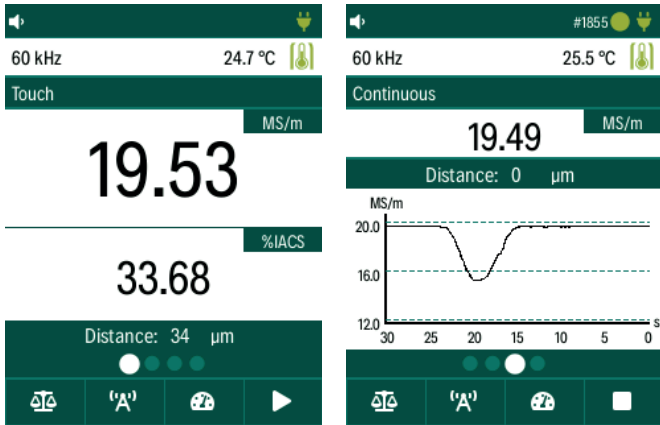 60 kHz 24.7 °C
Touch
MS/m
19.53
%IACS
33.68
Distance: 34 µm
A
#1855
60 kHz 25.5 °C
Continuous
MS/m
19.49
Distance: 0 µm
MS/m
20.0
16.0
12.0
30 25 20 15 10 5 0 s
A